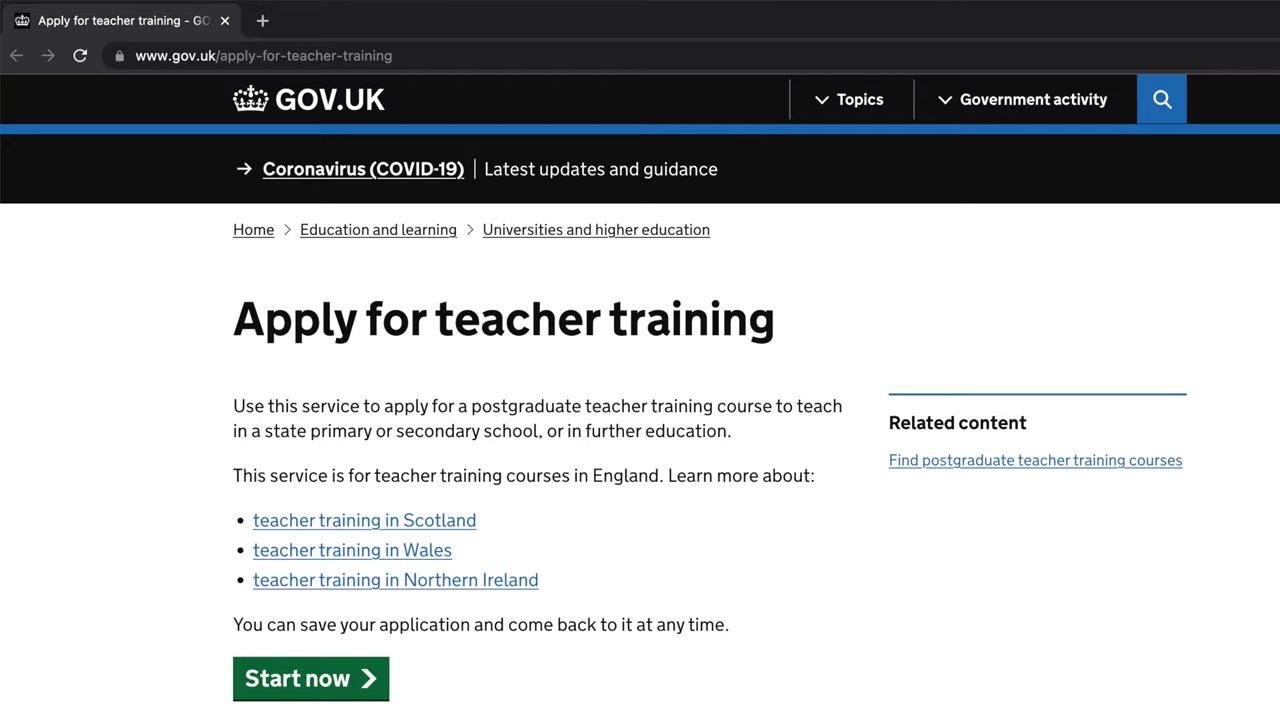 Apply for teacher training - GO
www.gov.uk/apply-for-teacher-training
GOV.UK
Topics
Government activity
Coronavirus (COVID-19) | Latest updates and guidance
Home > Education and learning > Universities and higher education
Apply for teacher training
Use this service to apply for a postgraduate teacher training course to teach
in a state primary or secondary school, or in further education.
This service is for teacher training courses in England. Learn more about:
• teacher training in Scotland
• teacher training in Wales
• teacher training in Northern Ireland
You can save your application and come back to it at any time.
Start now
Related content
Find postgraduate teacher training courses